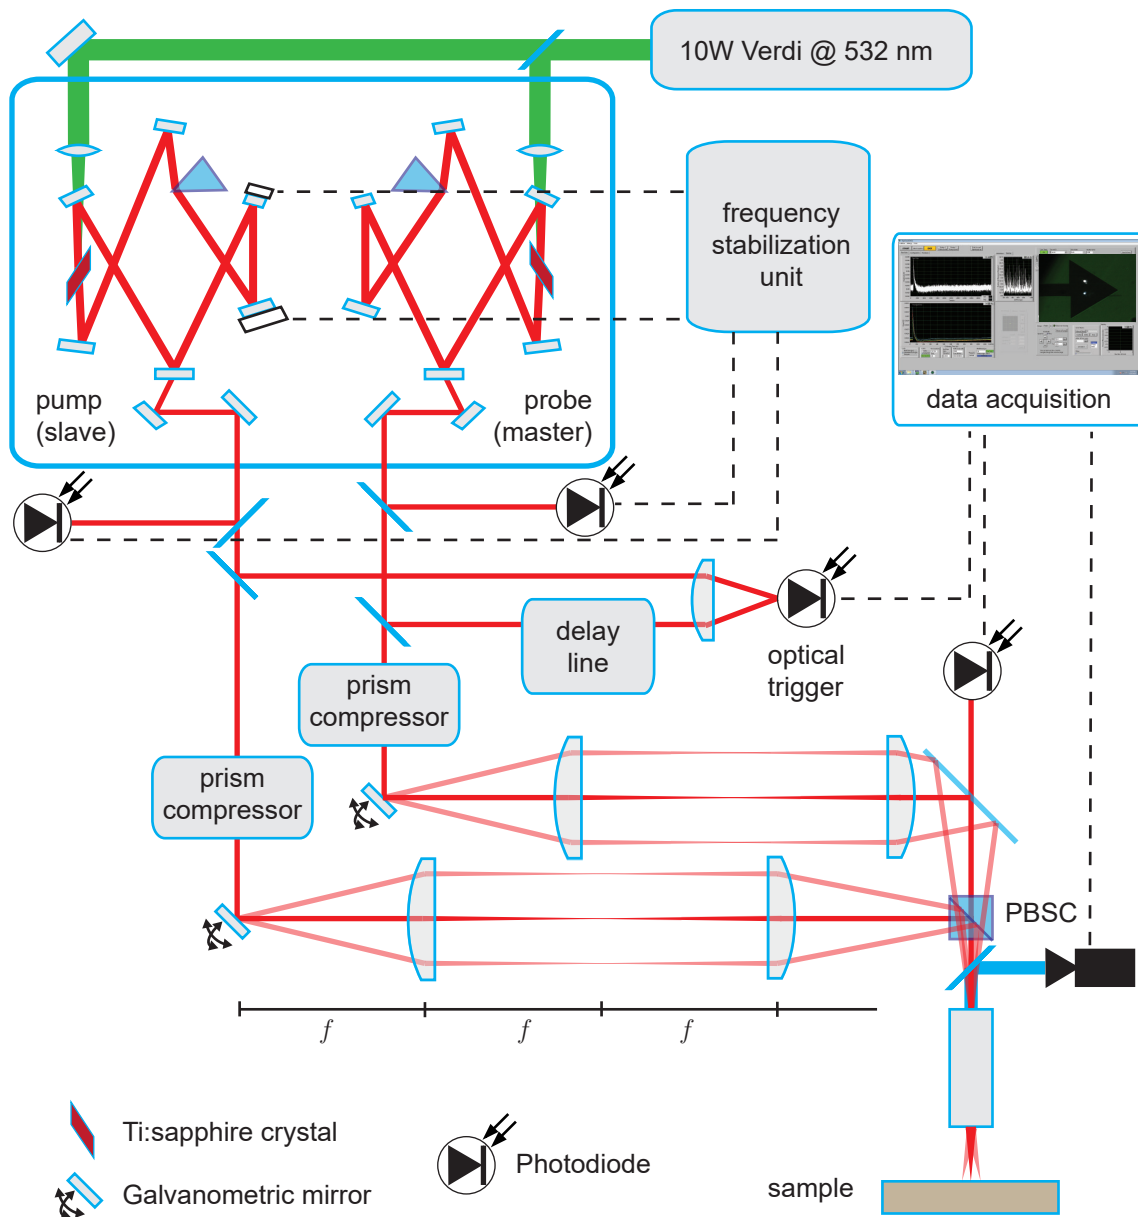 10W Verdi @ 532 nm
frequency
stabilization
unit
data acquisition
pump
(slave)
probe
(master)
delay
line
optical
trigger
prism
compressor
prism
compressor
PBSC
f
f
f
Ti:sapphire crystal
Galvanometric mirror
Photodiode
sample